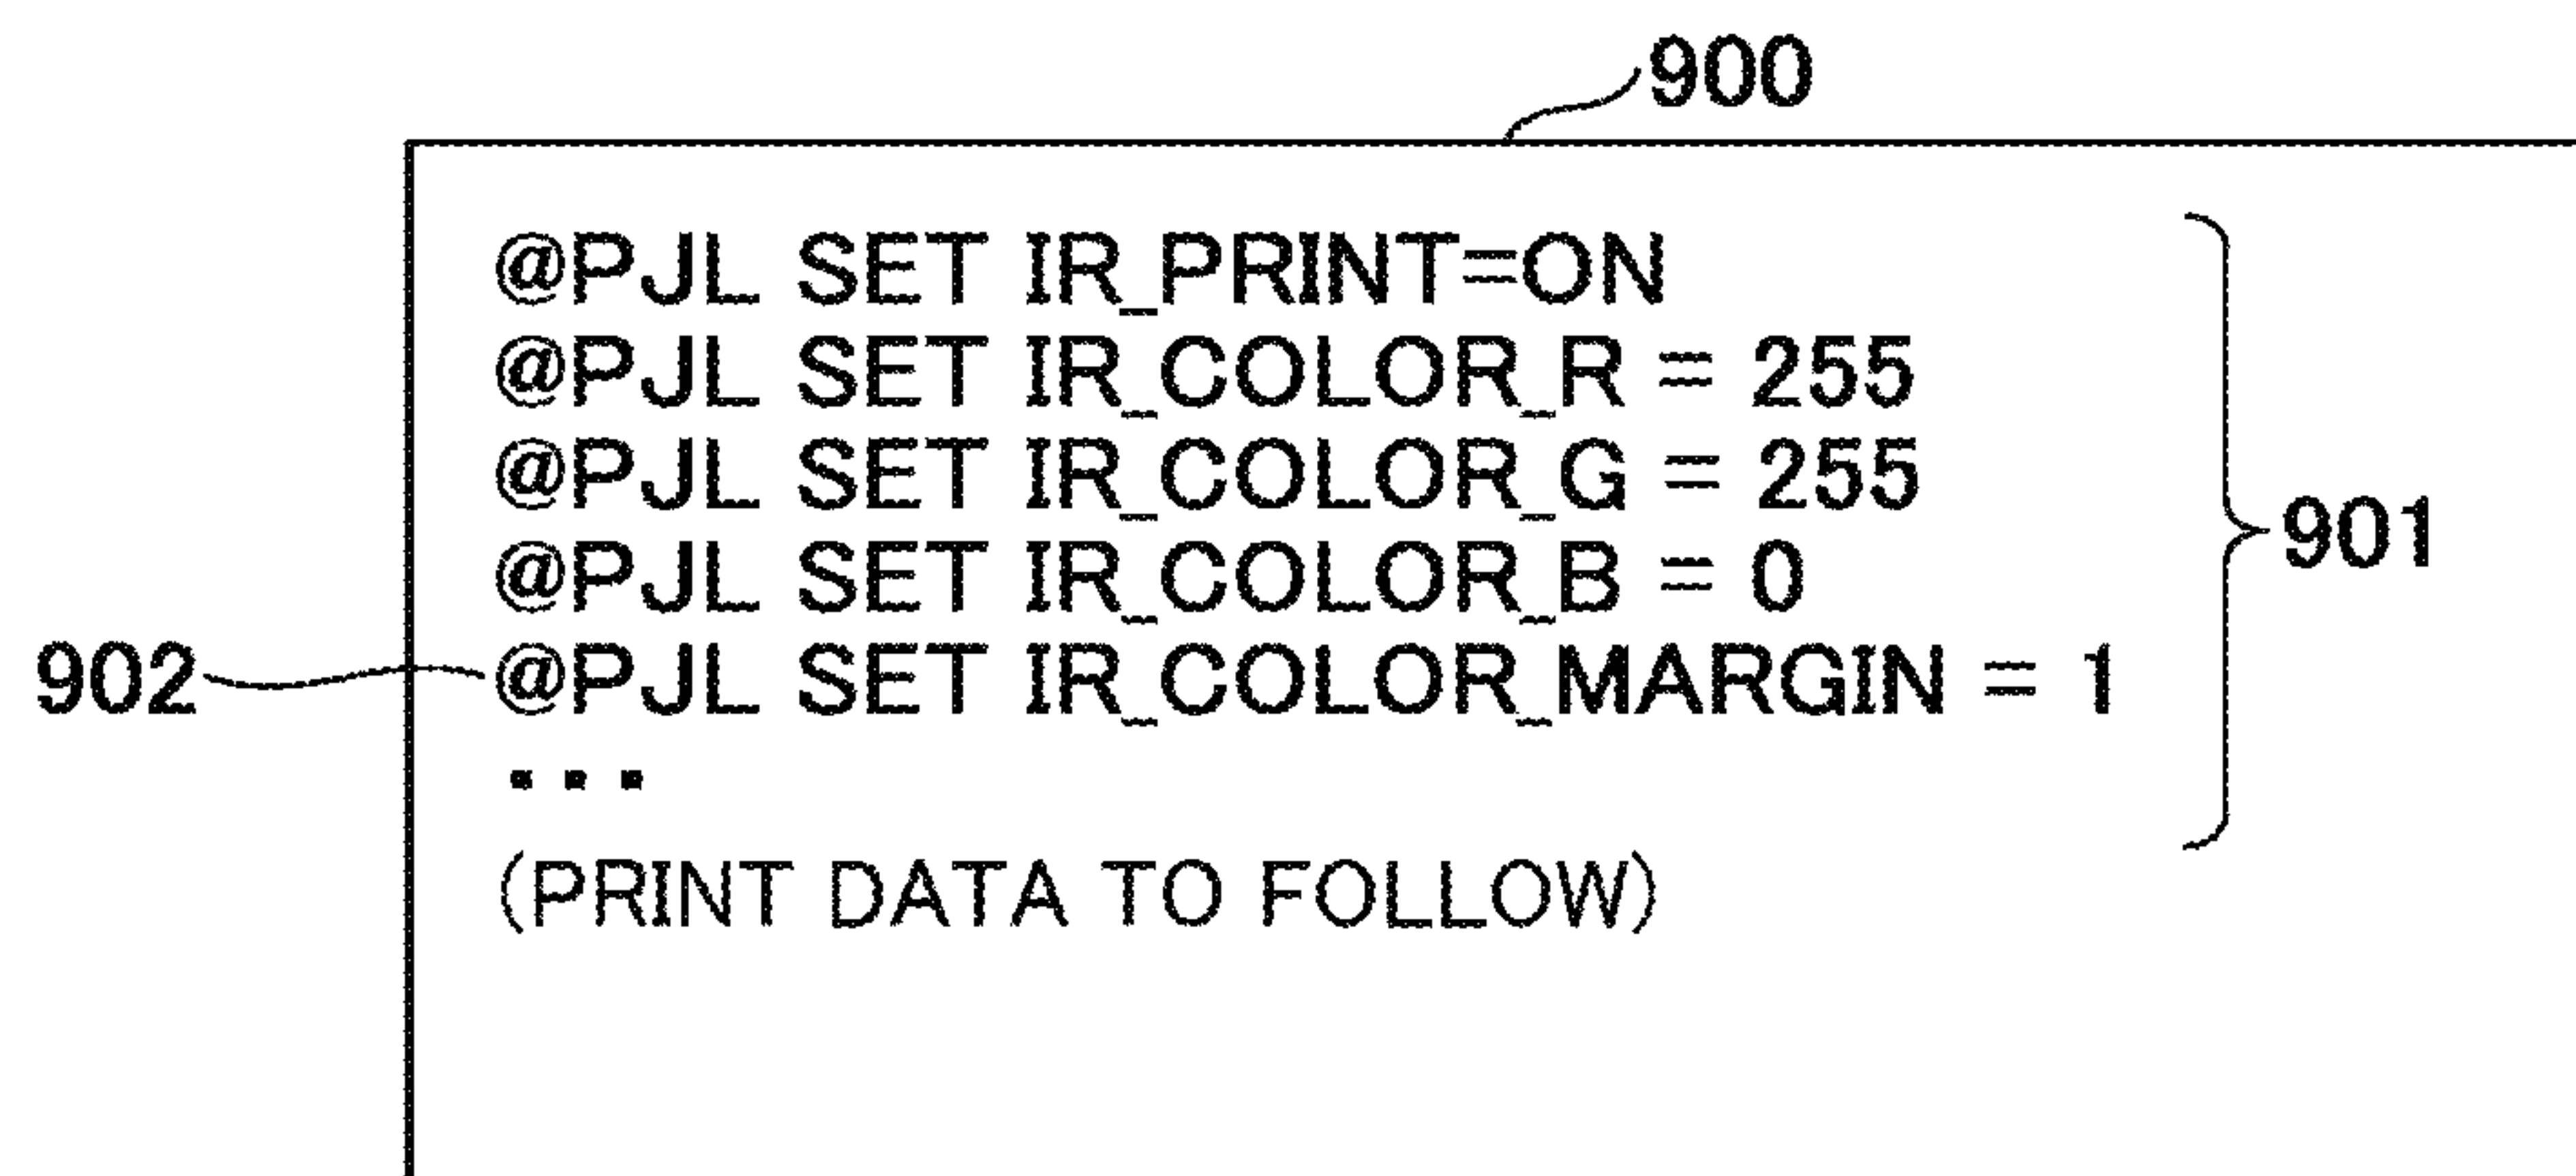 900
@PJL SET IR_PRINT=ON
@PJL SET IR_COLOR_R = 255
@PJL SET IR_COLOR_G = 255
901
@PJL SET IR_COLOR_B = 0
902
@PJL SET IR_COLOR_MARGIN = 1
...
(PRINT DATA TO FOLLOW)